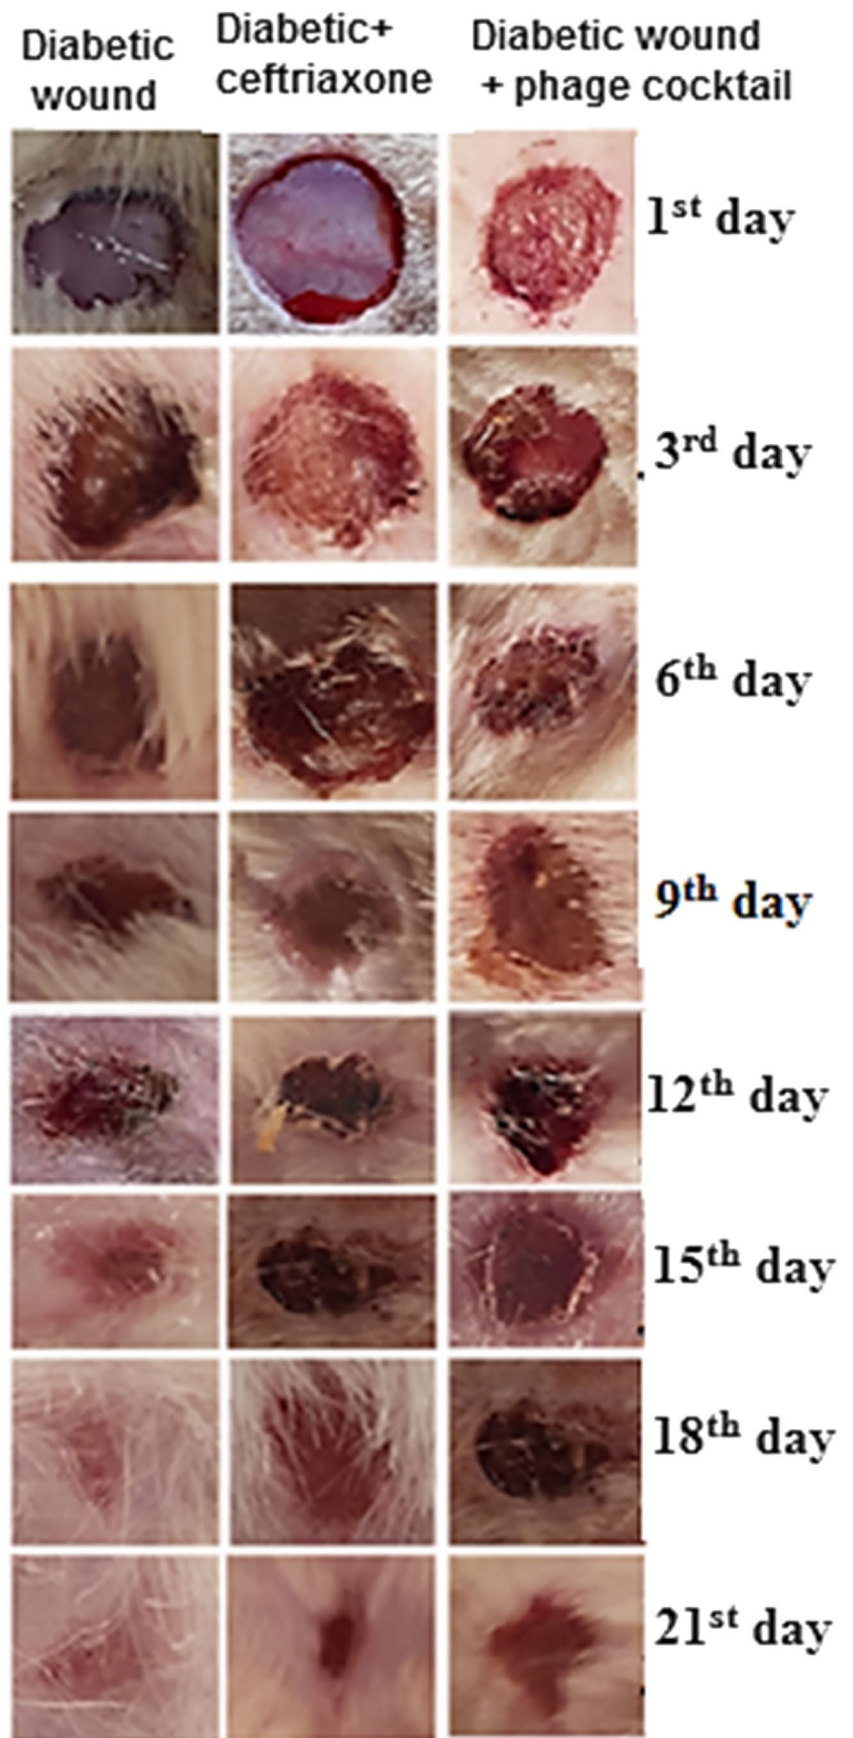 Diabetic
wound
Diabetic+
ceftriaxone
Diabetic wound
+ phage cocktail
1st day
3rd day
6th day
9th day
12th day
15th day
18th day
21st day